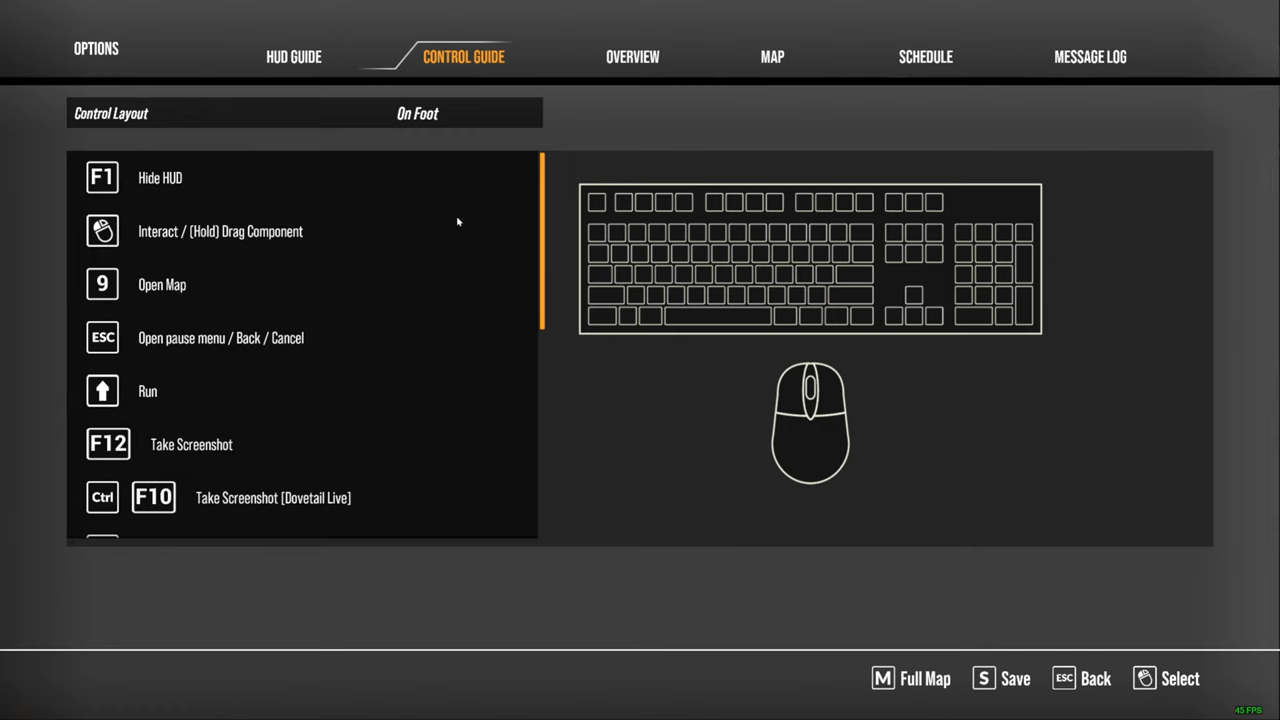 OPTIONS
HUD GUIDE
CONTROL GUIDE
OVERVIEW
MAP
SCHEDULE
MESSAGE LOG
Control Layout On Foot
F1 Hide HUD
Interact / (Hold) Drag Component
9 Open Map
ESC Open pause menu / Back / Cancel
Run
F12 Take Screenshot
Ctrl F10 Take Screenshot [Dovetail Live]
M Full Map S Save ESC Back Select
45 FPS